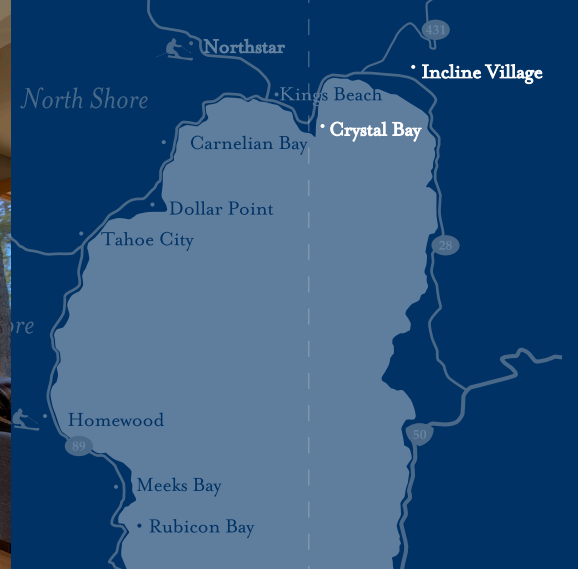 431
Northstar
Incline Village
North Shore
Kings Beach
Crystal Bay
Carnelian Bay
Dollar Point
Tahoe City
28
ore
Homewood
50
89
Meeks Bay
Rubicon Bay